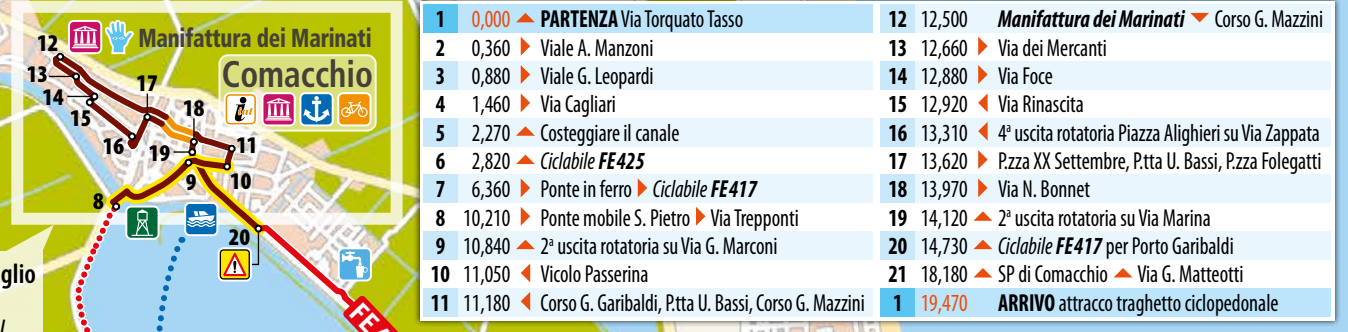 12
Manifattura dei Marinati
13
17
Comacchio
14
18
15
16
19
11
10
9
8
20
glio
1 0,000 PARTENZA Via Torquato Tasso
2 0,360 Viale A. Manzoni
3 0,880 Viale G. Leopardi
4 1,460 Via Cagliari
5 2,270 Costeggiare il canale
6 2,820 Ciclabile FE425
7 6,360 Ponte in ferro Ciclabile FE417
8 10,210 Ponte mobile S. Pietro Via Trepponti
9 10,840 2ª uscita rotatoria su Via G. Marconi
10 11,050 Vicolo Passerina
11 11,180 Corso G. Garibaldi, P.tta U. Bassi, Corso G. Mazzini
12 12,500 Manifattura dei Marinati Corso G. Mazzini
13 12,660 Via dei Mercanti
14 12,880 Via Foce
15 12,920 Via Rinascita
16 13,310 4ª uscita rotatoria Piazza Alighieri su Via Zappata
17 13,620 P.zza XX Settembre, P.tta U. Bassi, P.zza Folegatti
18 13,970 Via N. Bonnet
19 14,120 2ª uscita rotatoria su Via Marina
20 14,730 Ciclabile FE417 per Porto Garibaldi
21 18,180 SP di Comacchio Via G. Matteotti
1 19,470 ARRIVO attracco traghetto ciclopedonale